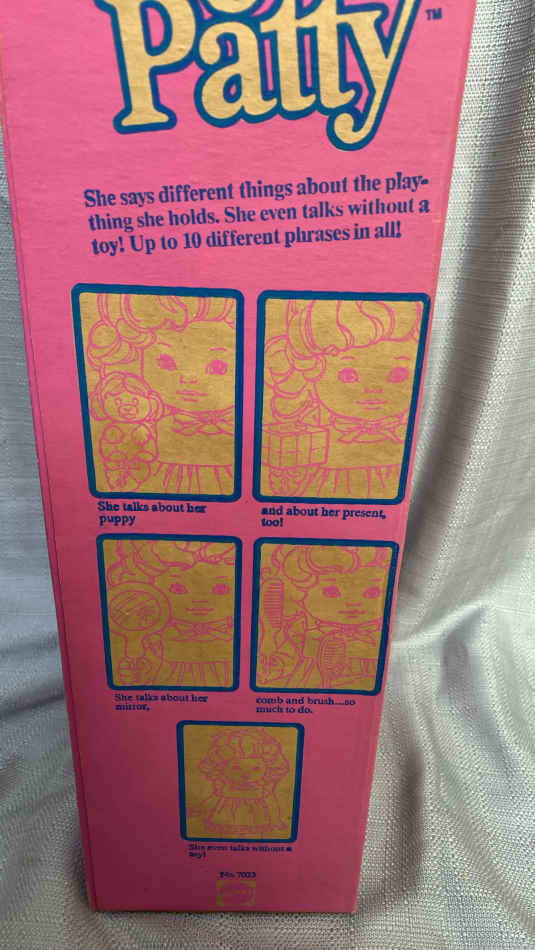 Patty
TM
She says different things about the play-
thing she holds. She even talks without a
toy! Up to 10 different phrases in all!
She talks about her
puppy
and about her present,
too!
She talks about her
mirror,
comb and brush...so
much to do.
She even talks without a
toy!
No. 7023